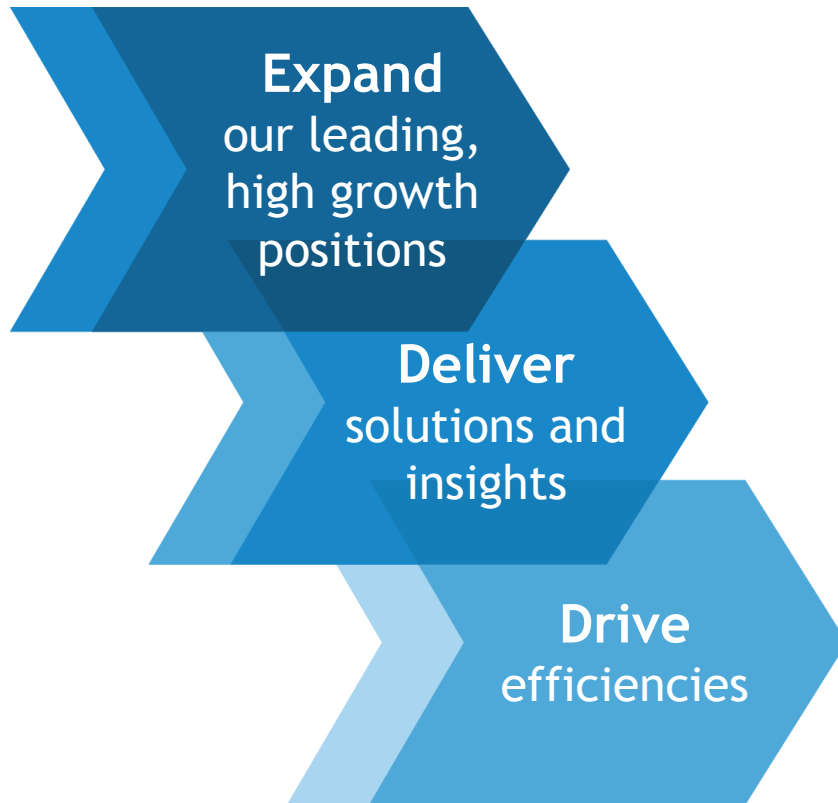 Expand
our leading,
high growth
positions
Deliver
solutions and
insights
Drive
efficiencies